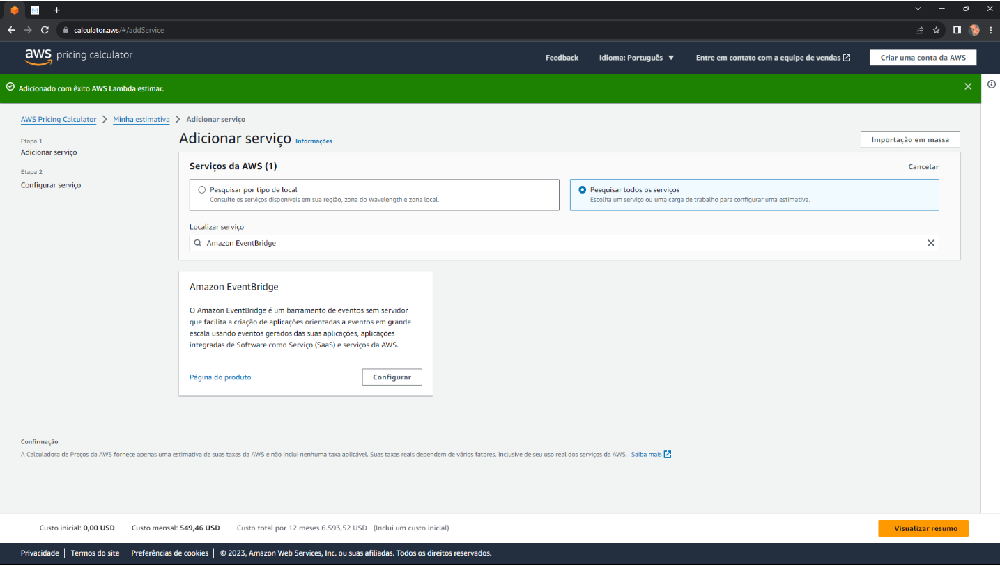 calculator.aws/#/addService
aws pricing calculator
Feedback
Idioma: Português ▼
Entre em contato com a equipe de vendas
Criar uma conta da AWS
Adicionado com êxito AWS Lambda estimar.
AWS Pricing Calculator > Minha estimativa > Adicionar serviço
Etapa 1
Adicionar serviço
Etapa 2
Configurar serviço
Adicionar serviço Informações
Importação em massa
Serviços da AWS (1)
Cancelar
Pesquisar por tipo de local
Consulte os serviços disponíveis em sua região, zona do Wavelength e zona local.
Pesquisar todos os serviços
Escolha um serviço ou uma carga de trabalho para configurar uma estimativa.
Localizar serviço
Amazon EventBridge
Amazon EventBridge
O Amazon EventBridge é um barramento de eventos sem servidor
que facilita a criação de aplicações orientadas a eventos em grande
escala usando eventos gerados das suas aplicações, aplicações
integradas de Software como Serviço (SaaS) e serviços da AWS.
Página do produto
Configurar
Confirmação
A Calculadora de Preços da AWS fornece apenas uma estimativa de suas taxas da AWS e não inclui nenhuma taxa aplicável. Suas taxas reais dependem de vários fatores, inclusive de seu uso real dos serviços da AWS. Saiba mais
Custo inicial: 0,00 USD
Custo mensal: 549,46 USD
Custo total por 12 meses 6.593,52 USD (Inclui um custo inicial)
Visualizar resumo
Privacidade | Termos do site | Preferências de cookies | © 2023, Amazon Web Services, Inc. ou suas afiliadas. Todos os direitos reservados.